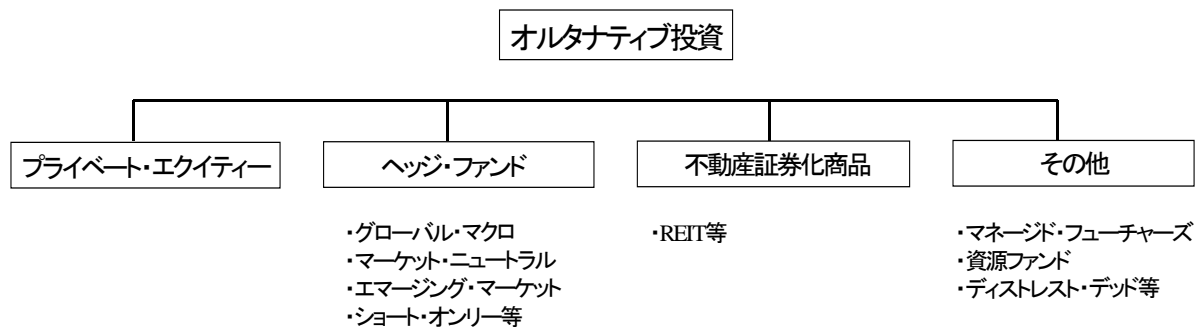 オルタナティブ投資
プライベート・エクイティー
ヘッジ・ファンド
不動産証券化商品
その他
・グローバル・マクロ
・マーケット・ニュートラル
・エマージング・マーケット
・ショート・オンリー等
・REIT等
・マネージド・フューチャーズ
・資源ファンド
・ディストレスト・デッド等